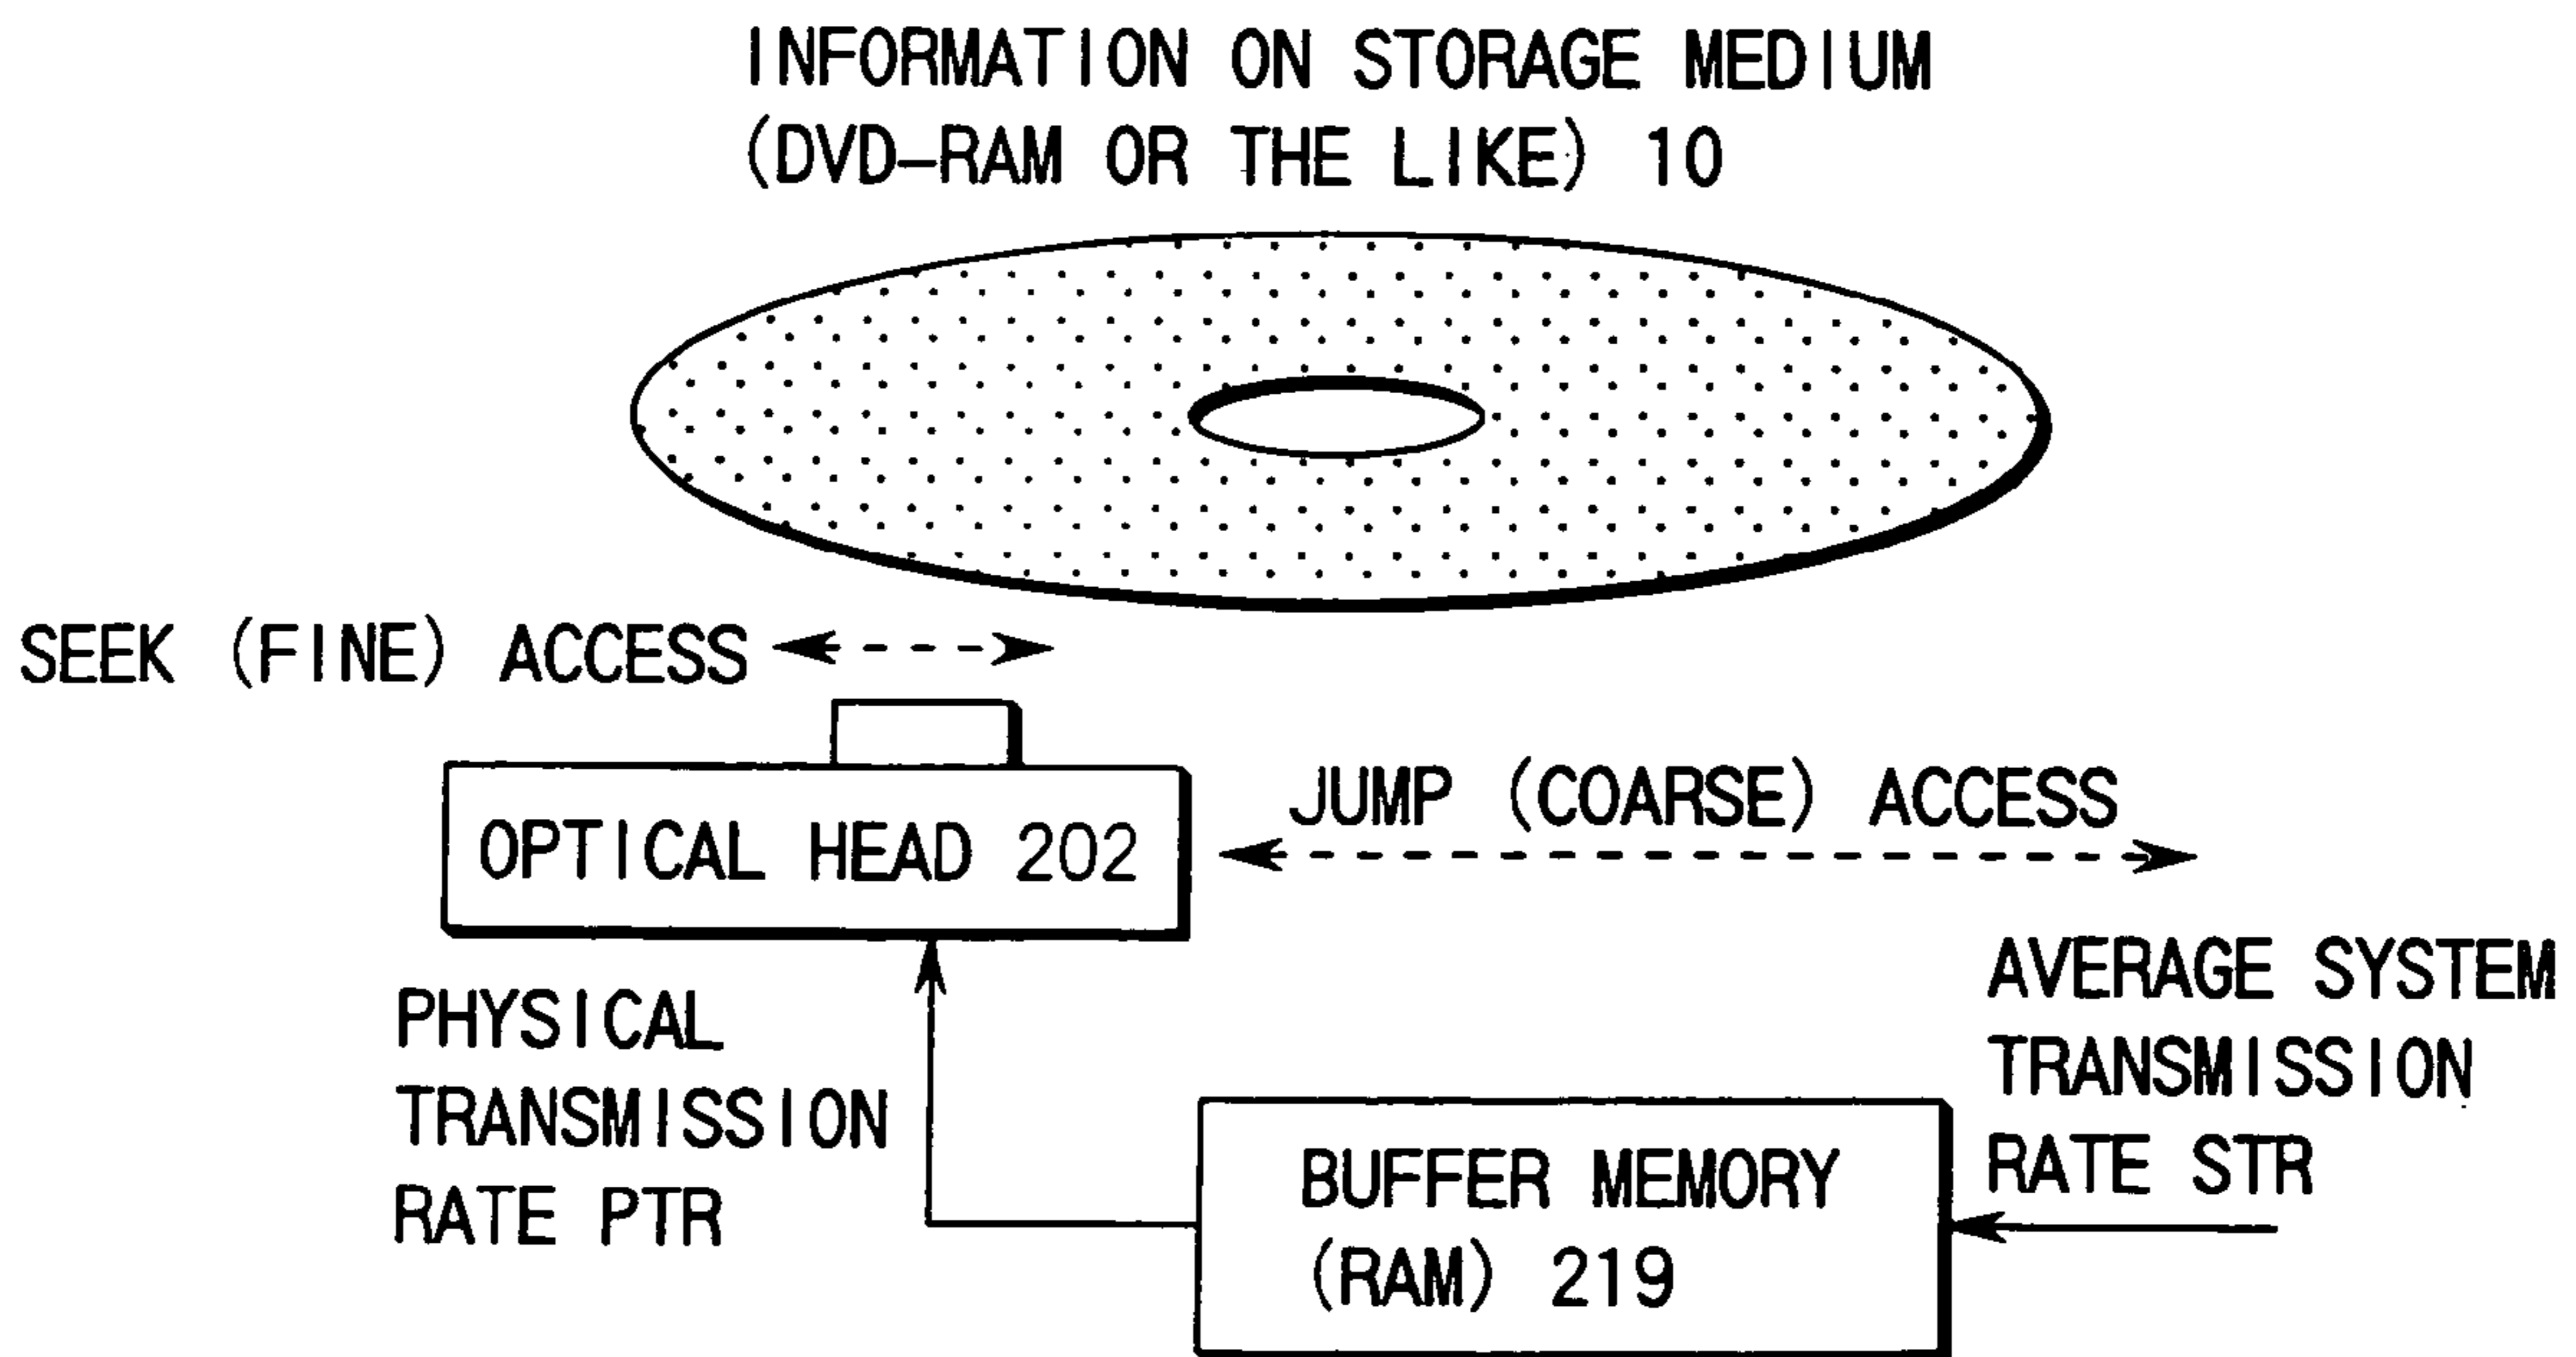 INFORMATION ON STORAGE MEDIUM
(DVD-RAM OR THE LIKE) 10
SEEK (FINE) ACCESS
JUMP (COARSE) ACCESS
OPTICAL HEAD 202
PHYSICAL
TRANSMISSION
RATE PTR
AVERAGE SYSTEM
TRANSMISSION
RATE STR
BUFFER MEMORY
(RAM) 219